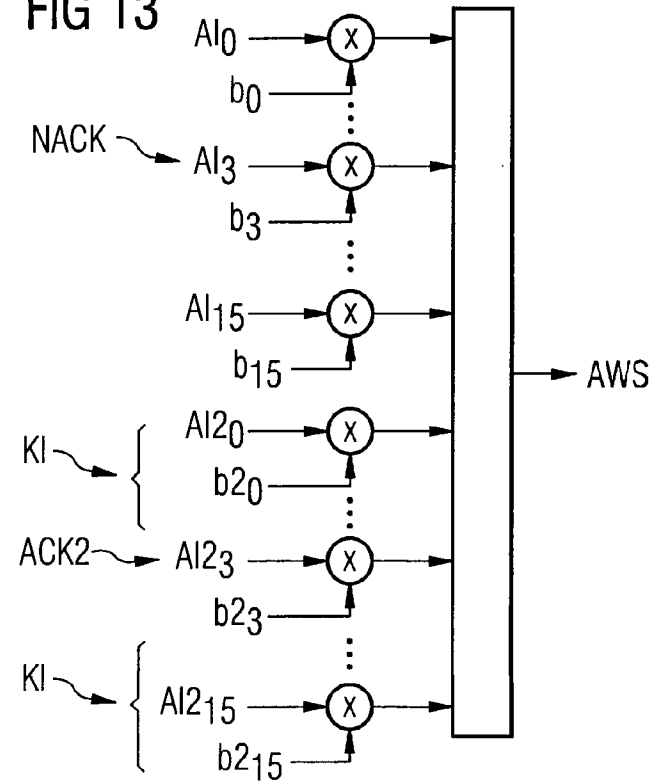 FIG 13
AI0 X
b0
NACK AI3 X
b3
AI15 X
b15
AWS
KI AI20 X
b20
ACK2 AI23 X
b23
KI AI215 X
b215